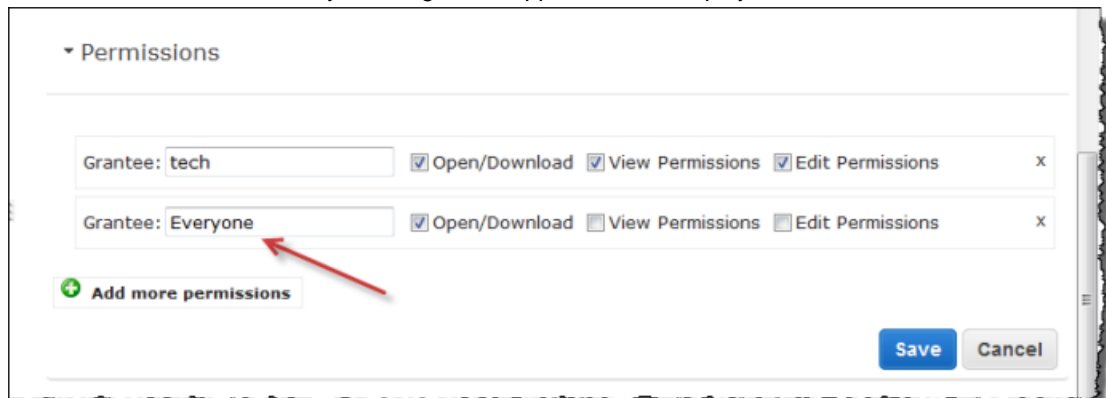 Permissions
Grantee: tech Open/Download View Permissions Edit Permissions x
Grantee: Everyone Open/Download View Permissions Edit Permissions x
Add more permissions
Save Cancel